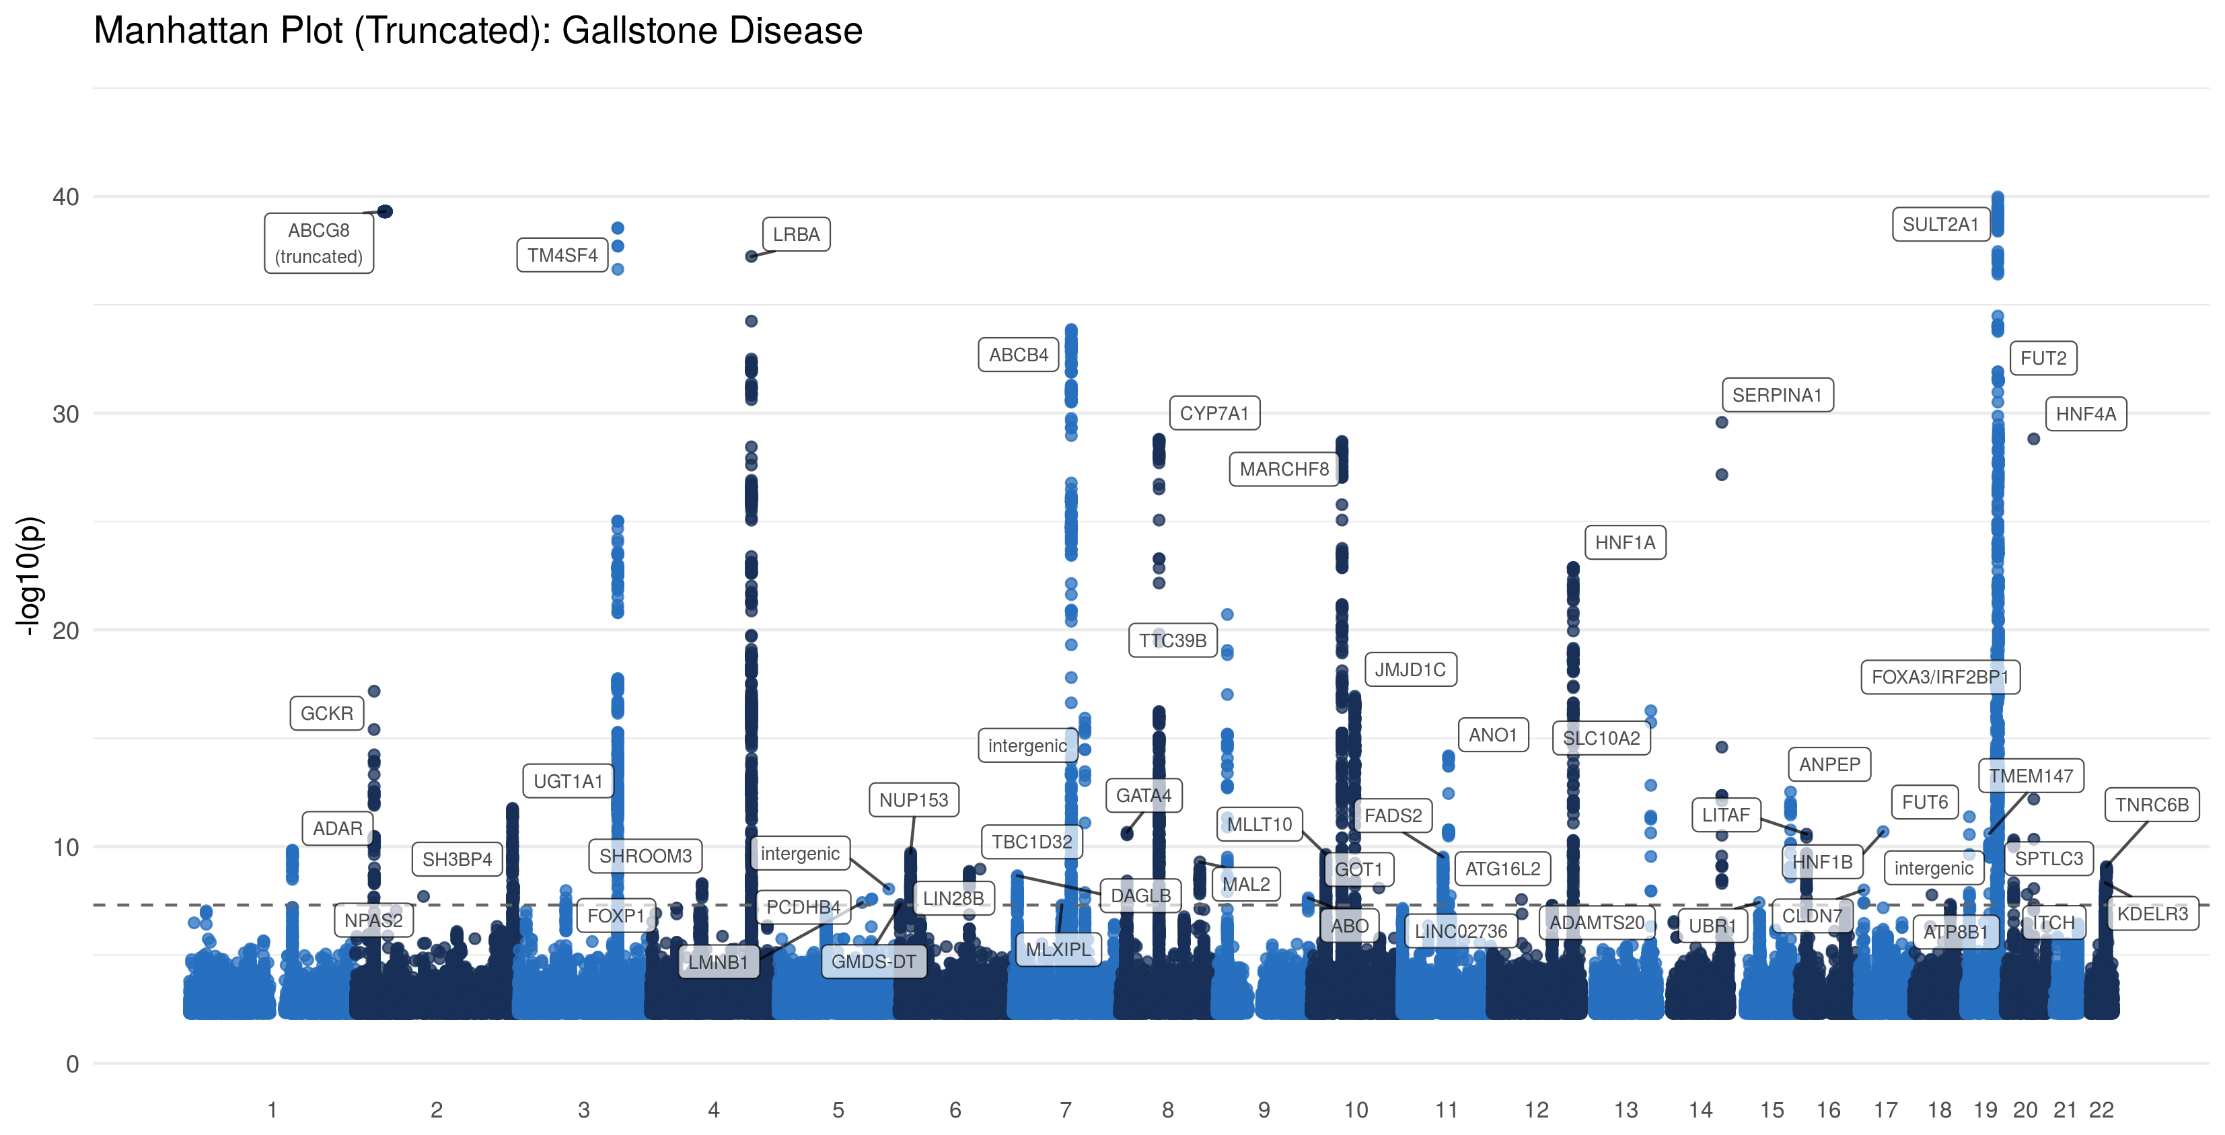 Manhattan Plot (Truncated): Gallstone Disease
-log10(p)
40
30
20
10
0
ABCG8
(truncated)
TM4SF4
LRBA
SULT2A1
ABCB4
FUT2
CYP7A1
SERPINA1
HNF4A
MARCHF8
HNF1A
TTC39B
JMJD1C
FOXA3/IRF2BP1
GCKR
intergenic
ANO1
SLC10A2
UGT1A1
ANPEP
TMEM147
NUP153
GATA4
FUT6
TNRC6B
ADAR
MLLT10
FADS2
LITAF
SH3BP4
SHROOM3
intergenic
TBC1D32
GOT1
ATG16L2
HNF1B
intergenic
SPTLC3
MAL2
NPAS2
FOXP1
PCDHB4
LIN28B
DAGLB
ABO
LINC02736
ADAMTS20
UBR1
CLDN7
ATP8B1
ITCH
KDELR3
LMNB1
GMDS-DT
MLXIPL
1
2
3
4
5
6
7
8
9
10
11
12
13
14
15
16
17
18
19
20
21
22